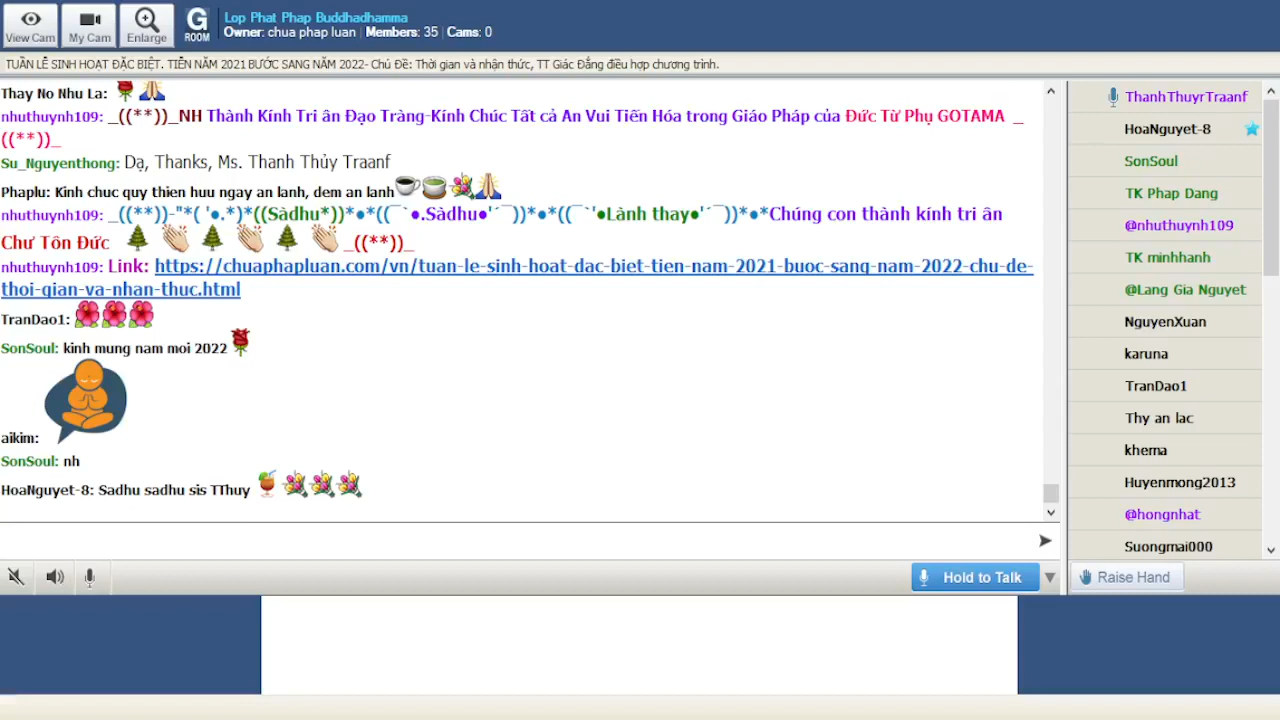 View Cam
My Cam
Enlarge
G
ROOM
Lop Phat Phap Buddhadhamma
Owner: chua phap luan | Members: 35 | Cams: 0
TUẦN LỄ SINH HOẠT ĐẶC BIỆT. TIỄN NĂM 2021 BƯỚC SANG NĂM 2022- Chủ Đề: Thời gian và nhận thức, TT Giác Đẳng điều hợp chương trình.
Thay No Nhu La:
nhuthuynh109: _((**))_NH Thành Kính Tri ân Đạo Tràng-Kính Chúc Tất cả An Vui Tiến Hóa trong Giáo Pháp của Đức Từ Phụ GOTAMA _
((**))_
Su_Nguyenthong: Dạ, Thanks, Ms. Thanh Thủy Traanf
Phaplu: Kinh chuc quy thien huu ngay an lanh, dem an lanh
nhuthuynh109: _((**))-"*( '●.*)*((Sàdhu*))*●*((¯`●.Sàdhu●'´¯))*●*((¯`'●Lành thay●'´¯))*●*Chúng con thành kính tri ân
Chư Tôn Đức _((**))_
nhuthuynh109: Link: https://chuaphapluan.com/vn/tuan-le-sinh-hoat-dac-biet-tien-nam-2021-buoc-sang-nam-2022-chu-de-
thoi-gian-va-nhan-thuc.html
TranDao1:
SonSoul: kinh mung nam moi 2022
aikim:
SonSoul: nh
HoaNguyet-8: Sadhu sadhu sis TThuy
Hold to Talk
ThanhThuyrTraanf
HoaNguyet-8
SonSoul
TK Phap Dang
@nhuthuynh109
TK minhhanh
@Lang Gia Nguyet
NguyenXuan
karuna
TranDao1
Thy an lac
khema
Huyenmong2013
@hongnhat
Suongmai000
Raise Hand